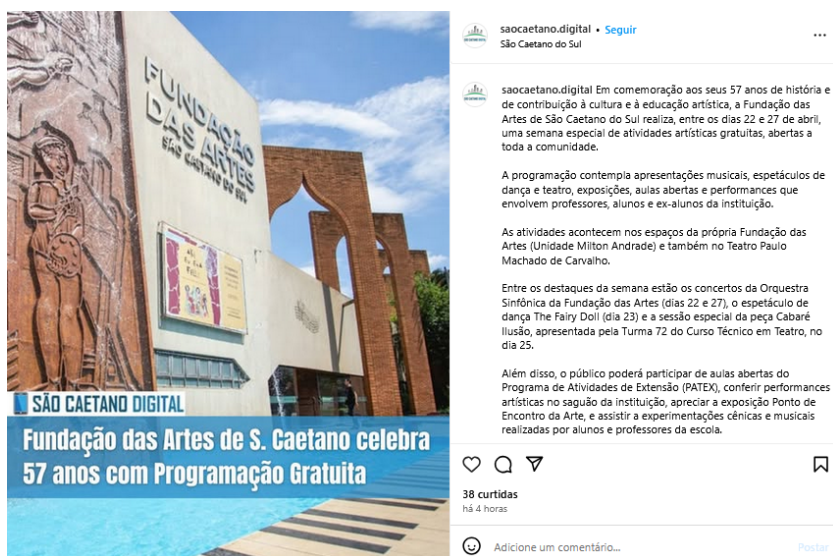 FUNDAÇÃO
DAS ARTES
SÃO CAETANO DO SUL
SÃO CAETANO DIGITAL
Fundação das Artes de S. Caetano celebra
57 anos com Programação Gratuita
saocaetano.digital • Seguir
São Caetano do Sul
saocaetano.digital Em comemoração aos seus 57 anos de história e
de contribuição à cultura e à educação artística, a Fundação das
Artes de São Caetano do Sul realiza, entre os dias 22 e 27 de abril,
uma semana especial de atividades artísticas gratuitas, abertas a
toda a comunidade.
A programação contempla apresentações musicais, espetáculos de
dança e teatro, exposições, aulas abertas e performances que
envolvem professores, alunos e ex-alunos da instituição.
As atividades acontecem nos espaços da própria Fundação das
Artes (Unidade Milton Andrade) e também no Teatro Paulo
Machado de Carvalho.
Entre os destaques da semana estão os concertos da Orquestra
Sinfônica da Fundação das Artes (dias 22 e 27), o espetáculo de
dança The Fairy Doll (dia 23) e a sessão especial da peça Cabaré
Ilusão, apresentada pela Turma 72 do Curso Técnico em Teatro, no
dia 25.
Além disso, o público poderá participar de aulas abertas do
Programa de Atividades de Extensão (PATEX), conferir performances
artísticas no saguão da instituição, apreciar a exposição Ponto de
Encontro da Arte, e assistir a experimentações cênicas e musicais
realizadas por alunos e professores da escola.
38 curtidas
há 4 horas
Adicione um comentário...
Postar